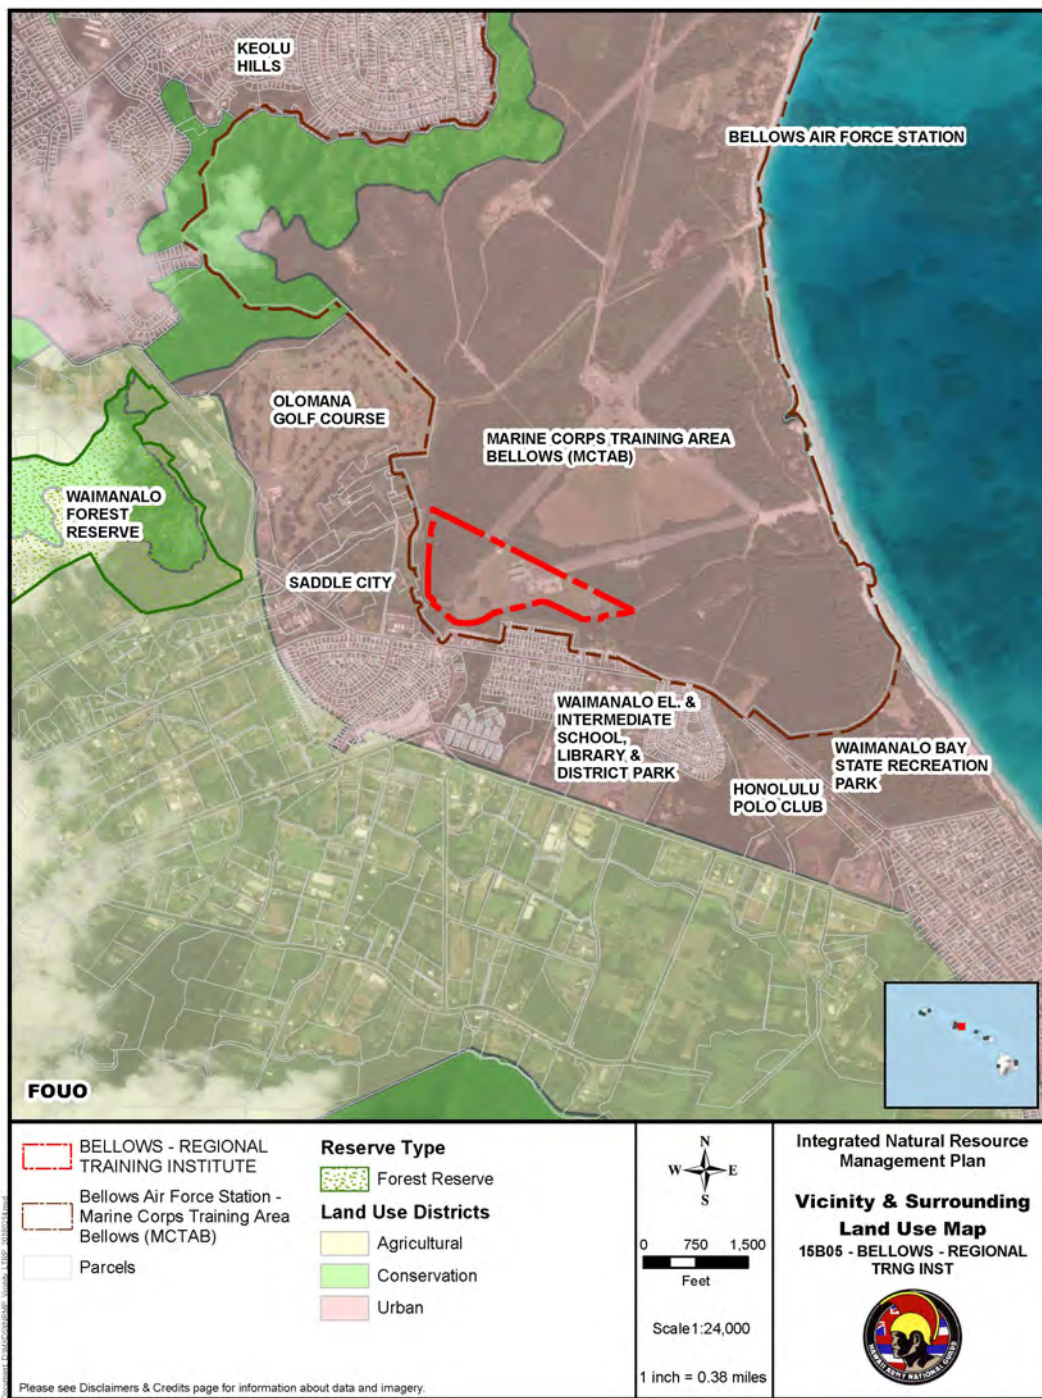 KEOLU
HILLS
BELLOWS AIR FORCE STATION
OLOMANA
GOLF COURSE
MARINE CORPS TRAINING AREA
BELLOWS (MCTAB)
WAIMANALO
FOREST
RESERVE
SADDLE CITY
WAIMANALO EL. &
INTERMEDIATE
SCHOOL,
LIBRARY &
DISTRICT PARK
WAIMANALO BAY
STATE RECREATION
PARK
HONOLULU
POLO CLUB
FOUO
BELLOWS - REGIONAL
TRAINING INSTITUTE
Bellows Air Force Station -
Marine Corps Training Area
Bellows (MCTAB)
Parcels
Reserve Type
Forest Reserve
Land Use Districts
Agricultural
Conservation
Urban
Please see Disclaimers & Credits page for information about data and imagery.
N
W E
S
0 750 1,500
Feet
Scale1:24,000
1 inch = 0.38 miles
Integrated Natural Resource
Management Plan
Vicinity & Surrounding
Land Use Map
15B05 - BELLOWS - REGIONAL
TRNG INST
HAWAII ARMY NATIONAL GUARD